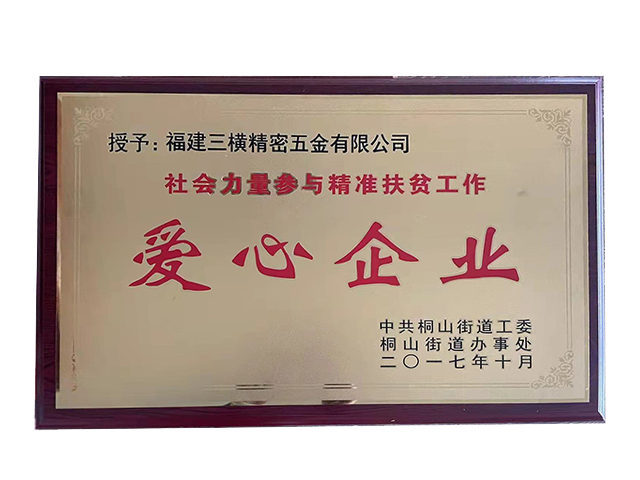 授予：福建三横精密五金有限公司
社会力量参与精准扶贫工作
爱心企业
中共桐山街道工委
桐山街道办事处
二〇一七年十月